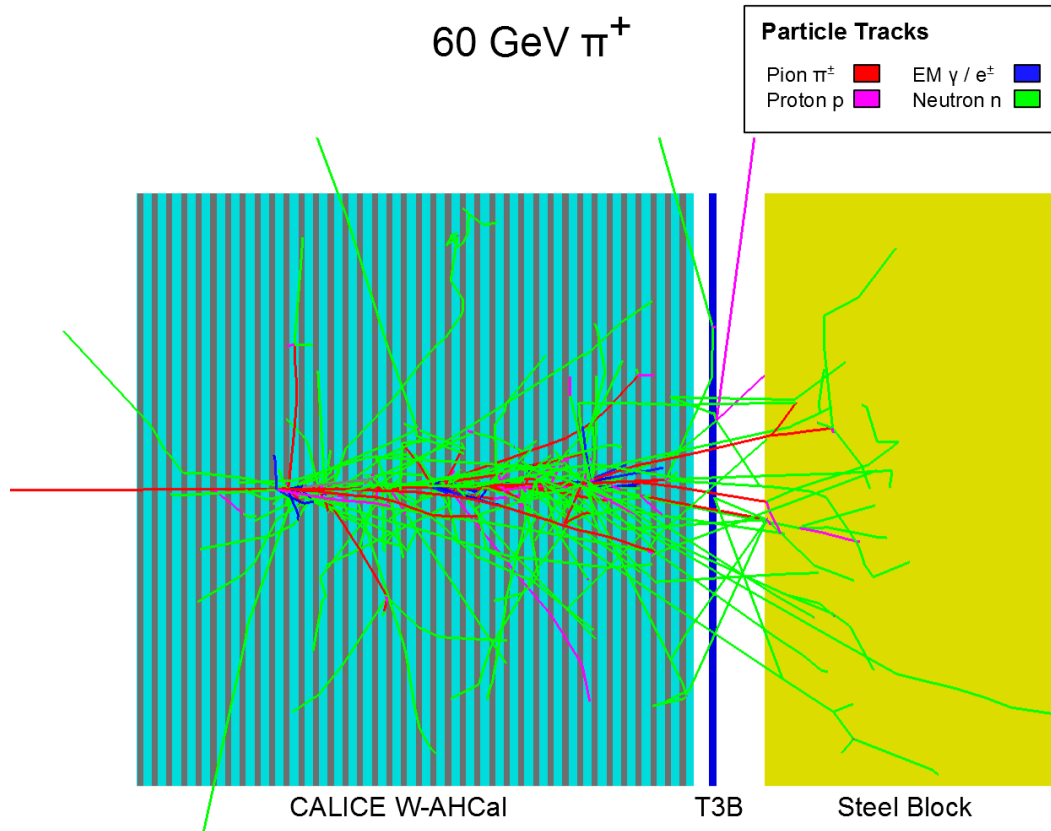 60 GeV π⁺
Particle Tracks
Pion π± EM γ / e±
Proton p Neutron n
CALICE W-AHCal T3B Steel Block